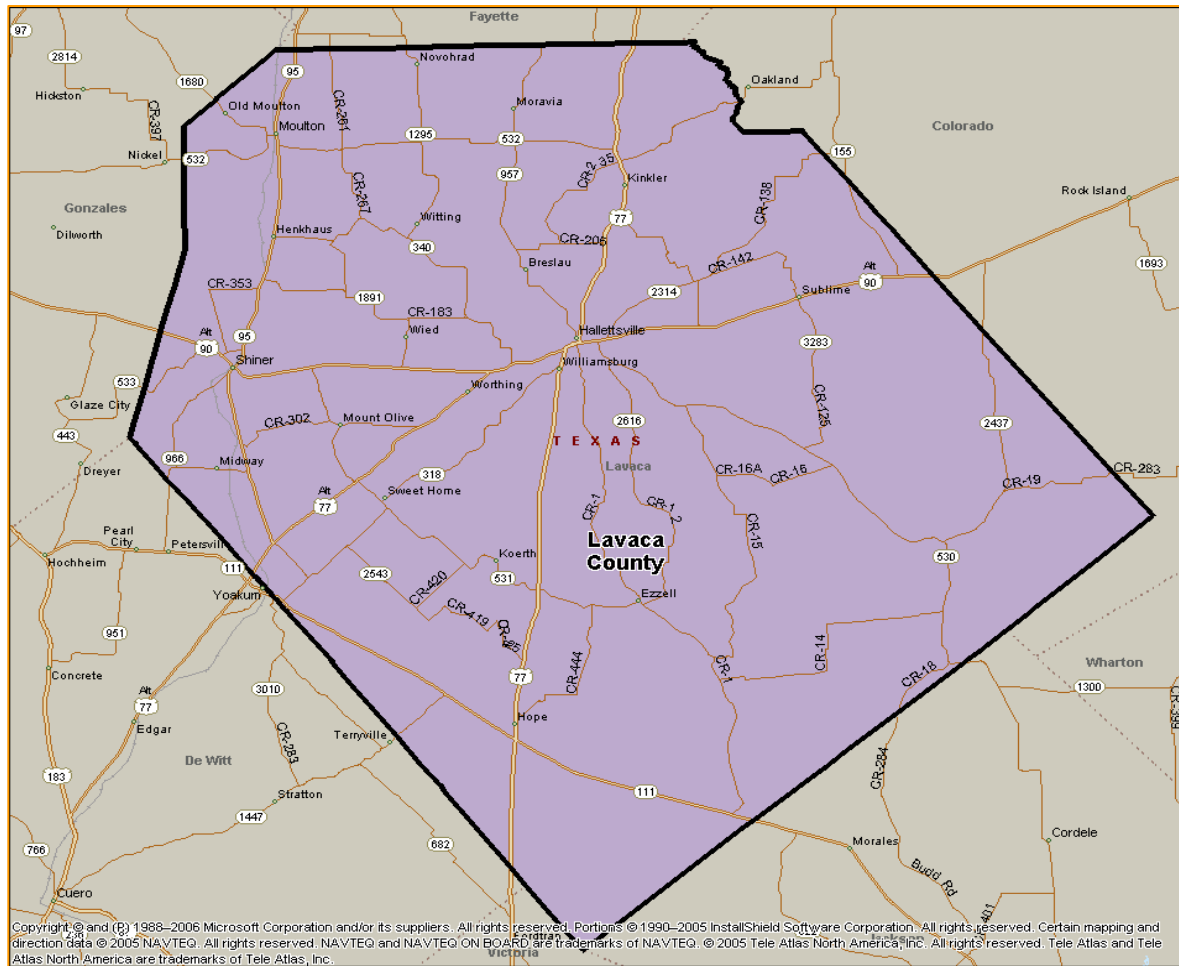 Fayette
97
2814
95
Novohrad
77
Hickston
1680
Oakland
CR-397
Old Moulton
CR-261
Moravia
Colorado
Moulton
1295
532
Nickel
532
155
957
CR-2 35
Kinkler
Rock Island
Gonzales
CR-267
CR-138
Dilworth
Witting
77
Henkhaus
340
CR-206
1693
Breslau
CR-142
Alt
90
CR-353
1891
2314
Sublime
CR-183
Alt
90
95
Wied
Hallettsville
3283
Shiner
Williamsburg
533
Worthing
Glaze City
CR-302
Mount Olive
2616
CR-125
2437
443
TEXAS
966
Midway
318
Lavaca
CR-16A
CR-16
CR-283
Dreyer
Alt
77
Sweet Home
CR-1
CR-1 2
CR-19
Pearl
City
Petersvill
Lavaca
County
CR-15
Hochheim
111
Koerth
530
2543
CR-420
531
Yoakum
Ezzell
951
CR-419
CR-14
Concrete
CR-444
CR-1
CR-18
Wharton
Alt
77
3010
77
1300
Edgar
CR-283
Hope
Terryville
De Witt
CR-284
183
111
Stratton
1447
Cordele
766
682
Morales
Budd Rd
Cuero
Copyright © and (P) 1988–2006 Microsoft Corporation and/or its suppliers. All rights reserved. Portions © 1990–2005 InstallShield Software Corporation. All rights reserved. Certain mapping and
direction data © 2005 NAVTEQ. All rights reserved. NAVTEQ and NAVTEQ ON BOARD are trademarks of NAVTEQ. © 2005 Tele Atlas North America, Inc. All rights reserved. Tele Atlas and Tele
Atlas North America are trademarks of Tele Atlas, Inc.
Victoria
Jackson